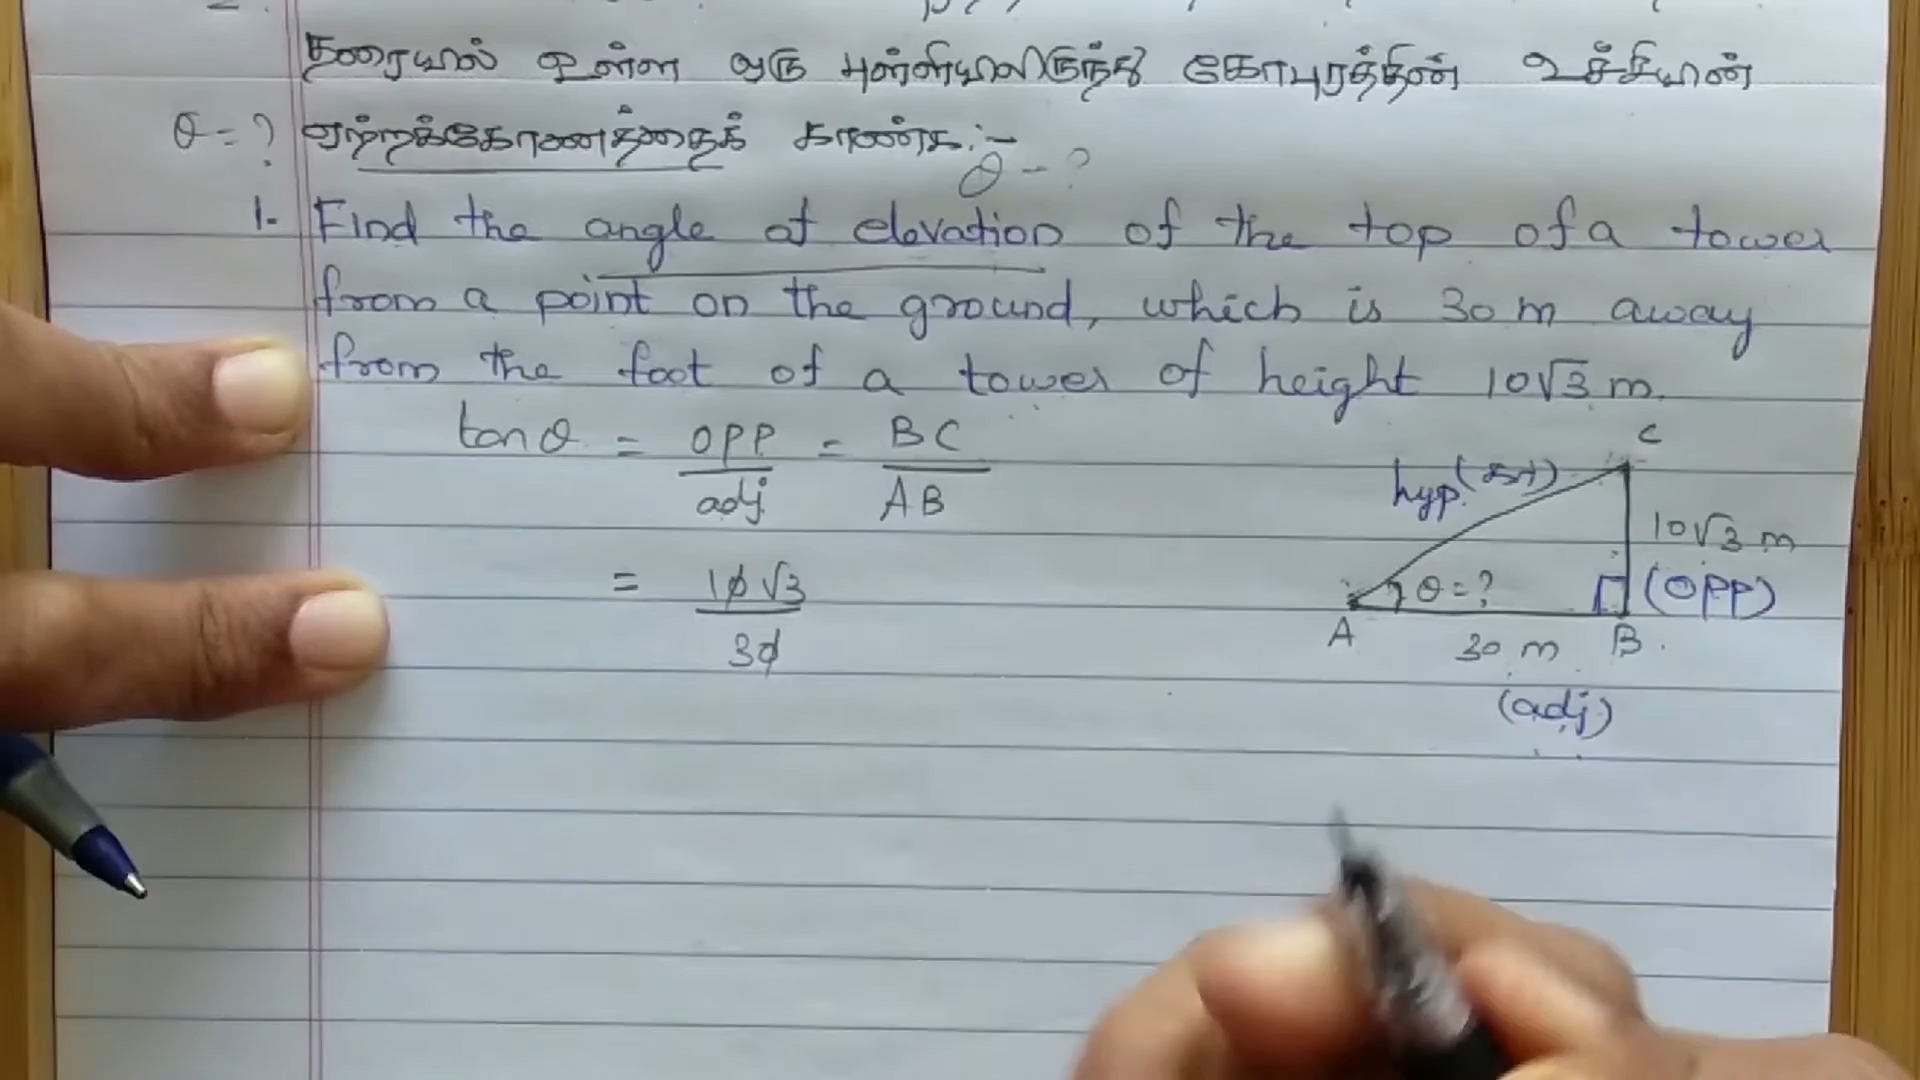 தரையில் உள்ள ஒரு புள்ளியிலிருந்து கோபுரத்தின் உச்சியின்
θ = ? ஏற்றக்கோணத்தைக் காண்க:-
θ - ?
1. Find the angle of elevation of the top of a tower
from a point on the ground, which is 30 m away
from the foot of a tower of height 10√3 m.
tan θ = opp/adj = BC/AB
= 10√3/30
C
hyp.
10√3 m
(opp)
θ = ?
A 30 m B
(adj)